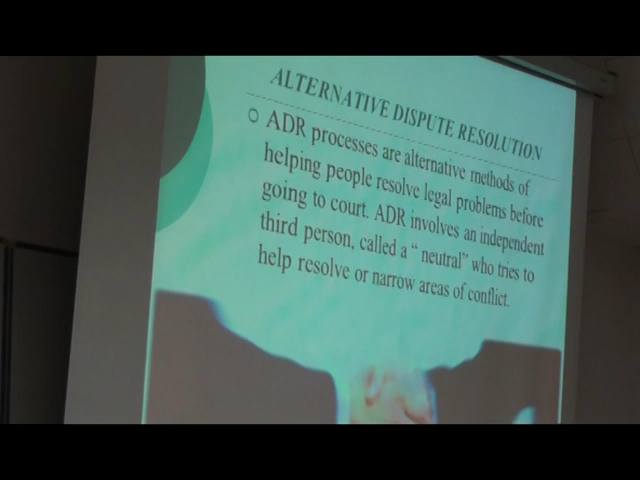 ALTERNATIVE DISPUTE RESOLUTION
ADR processes are alternative methods of
helping people resolve legal problems before
going to court. ADR involves an independent
third person, called a “ neutral” who tries to
help resolve or narrow areas of conflict.